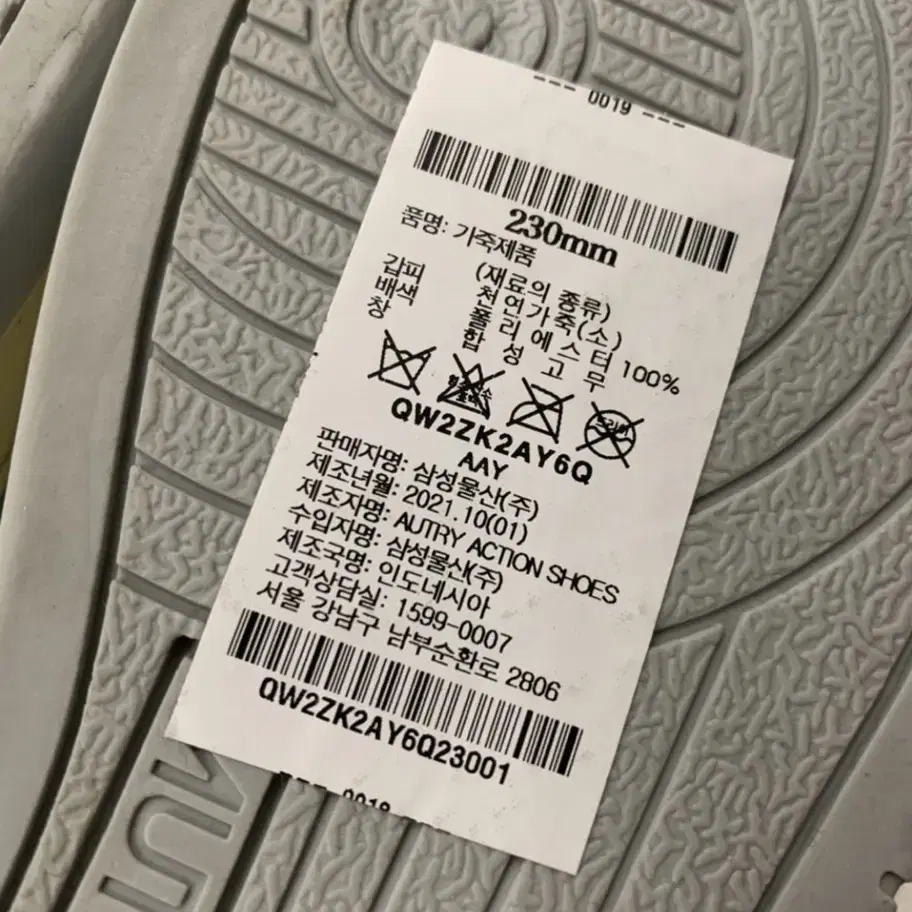 --- 0019 ---
230mm
품명: 가죽제품
(재료의 종류)
갑피 천연가죽(소)
배색 폴리에스터 100%
창 합성고무
QW2ZK2AY6Q
AAY
판매자명: 삼성물산(주)
제조년월: 2021.10(01)
제조자명: AUTRY ACTION SHOES
수입자명: 삼성물산(주)
제조국명: 인도네시아
고객상담실: 1599-0007
서울 강남구 남부순환로 2806
QW2ZK2AY6Q23001